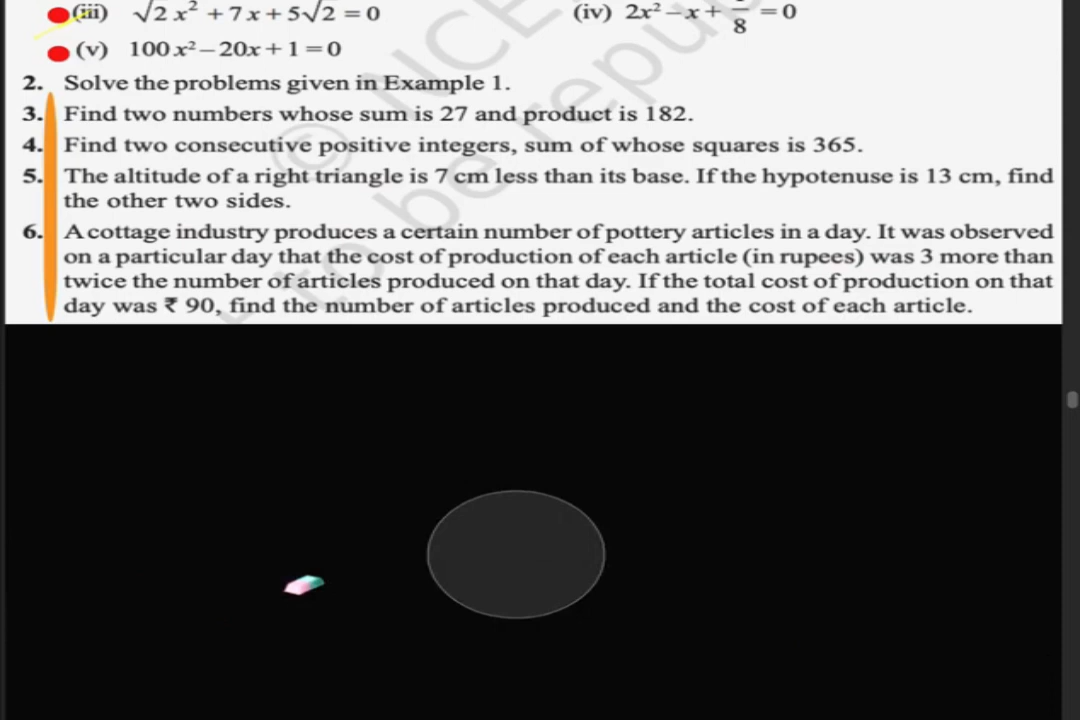 (iii) √2 x² + 7x + 5√2 = 0 (iv) 2x² – x + /8 = 0
(v) 100 x² – 20x + 1 = 0
2. Solve the problems given in Example 1.
3. Find two numbers whose sum is 27 and product is 182.
4. Find two consecutive positive integers, sum of whose squares is 365.
5. The altitude of a right triangle is 7 cm less than its base. If the hypotenuse is 13 cm, find
the other two sides.
6. A cottage industry produces a certain number of pottery articles in a day. It was observed
on a particular day that the cost of production of each article (in rupees) was 3 more than
twice the number of articles produced on that day. If the total cost of production on that
day was ₹ 90, find the number of articles produced and the cost of each article.